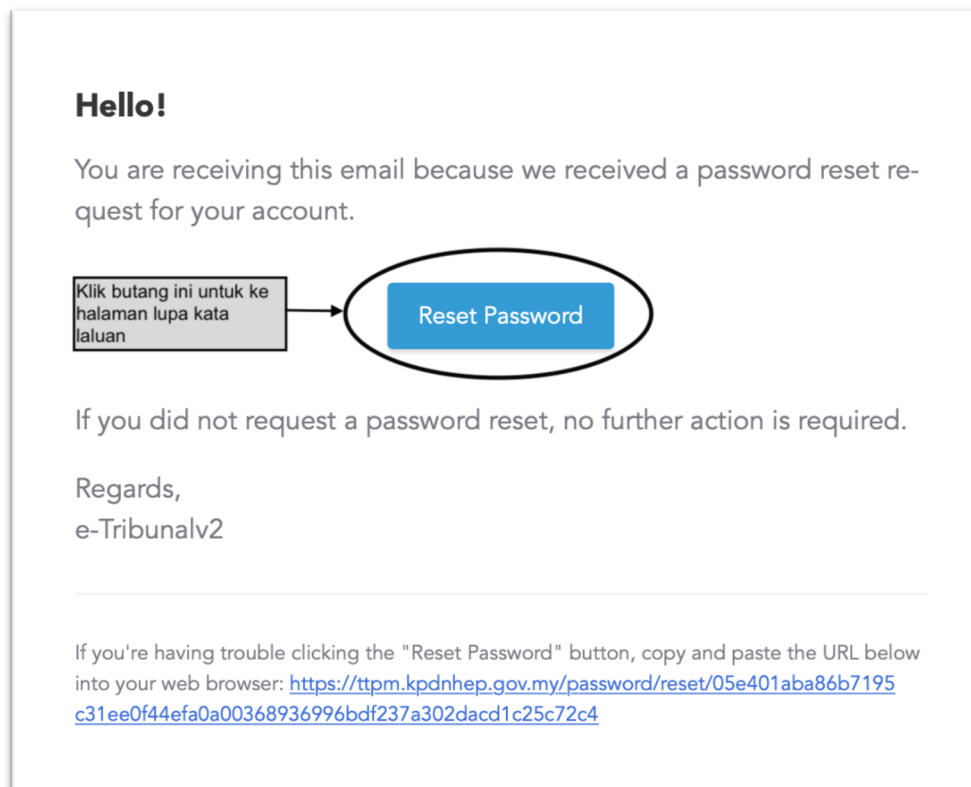 Hello!
You are receiving this email because we received a password reset re-
quest for your account.
Klik butang ini untuk ke
halaman lupa kata
laluan
Reset Password
If you did not request a password reset, no further action is required.
Regards,
e-Tribunalv2
If you're having trouble clicking the "Reset Password" button, copy and paste the URL below
into your web browser: https://ttpm.kpdnhep.gov.my/password/reset/05e401aba86b7195
c31ee0f44efa0a00368936996bdf237a302dacd1c25c72c4